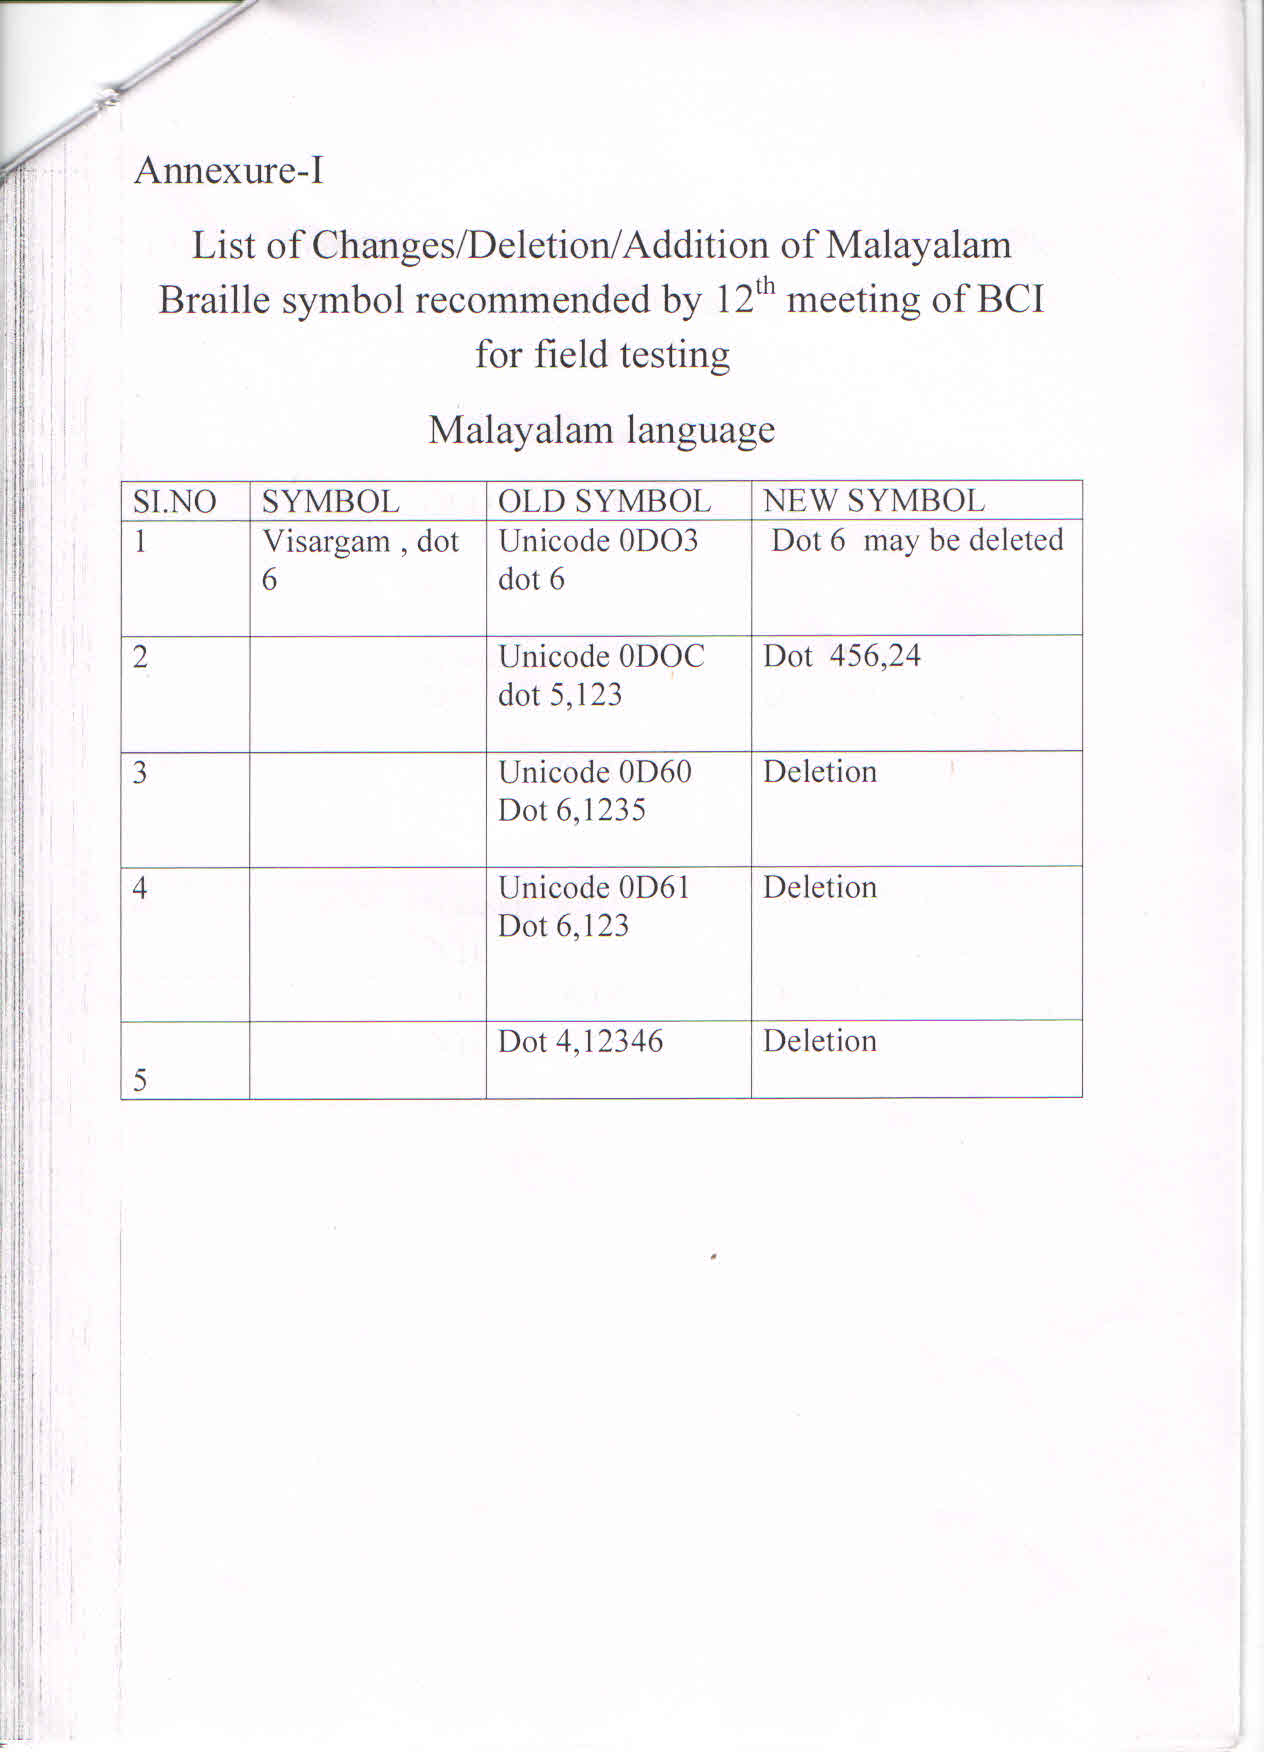 Annexure-I
List of Changes/Deletion/Addition of Malayalam
Braille symbol recommended by 12th meeting of BCI
for field testing
Malayalam language
SI.NO SYMBOL OLD SYMBOL NEW SYMBOL
1 Visargam , dot Unicode 0DO3 Dot 6 may be deleted
6 dot 6
2 Unicode 0DOC Dot 456,24
dot 5,123
3 Unicode 0D60 Deletion
Dot 6,1235
4 Unicode 0D61 Deletion
Dot 6,123
Dot 4,12346 Deletion
5